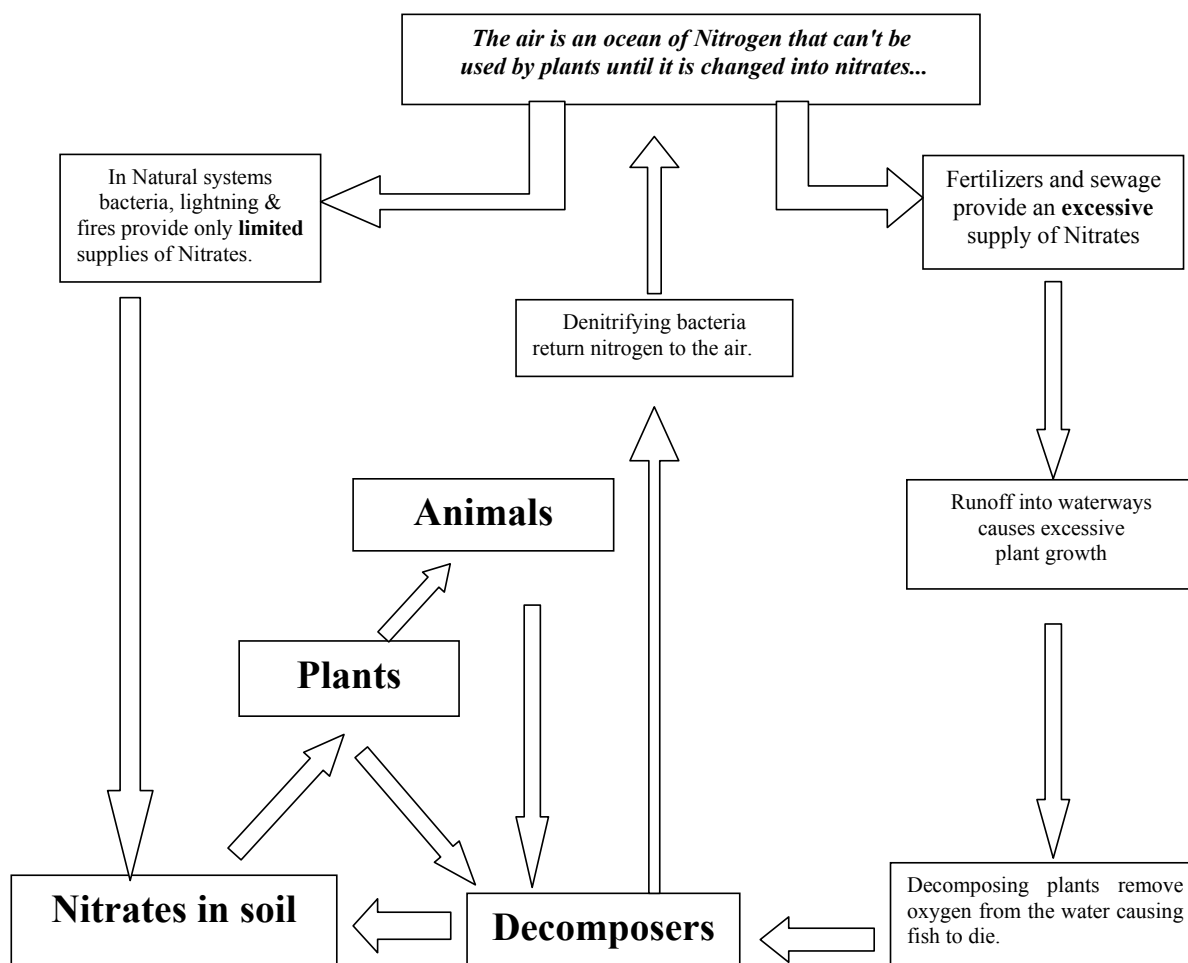 The air is an ocean of Nitrogen that can't be
used by plants until it is changed into nitrates...
In Natural systems
bacteria, lightning &
fires provide only limited
supplies of Nitrates.
Fertilizers and sewage
provide an excessive
supply of Nitrates
Denitrifying bacteria
return nitrogen to the air.
Animals
Runoff into waterways
causes excessive
plant growth
Plants
Nitrates in soil
Decomposers
Decomposing plants remove
oxygen from the water causing
fish to die.